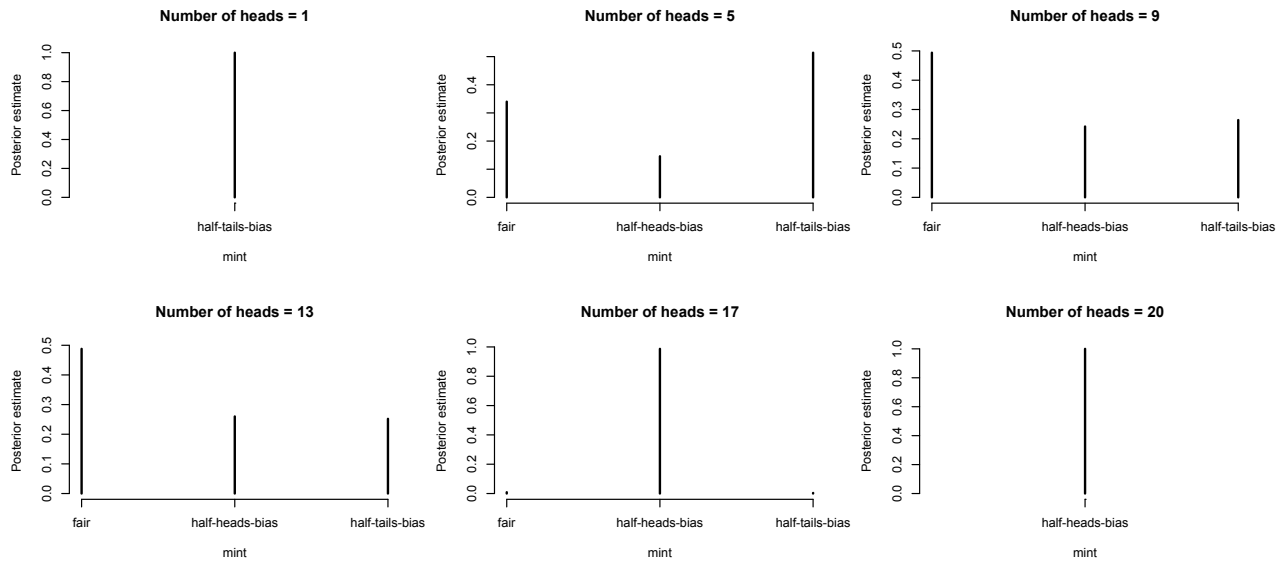 Number of heads = 1
Posterior estimate
0.0 0.2 0.4 0.6 0.8 1.0
half-tails-bias
mint
Number of heads = 5
Posterior estimate
0.0 0.2 0.4
fair half-heads-bias half-tails-bias
mint
Number of heads = 9
Posterior estimate
0.0 0.1 0.2 0.3 0.4 0.5
fair half-heads-bias half-tails-bias
mint
Number of heads = 13
Posterior estimate
0.0 0.1 0.2 0.3 0.4 0.5
fair half-heads-bias half-tails-bias
mint
Number of heads = 17
Posterior estimate
0.0 0.2 0.4 0.6 0.8 1.0
fair half-heads-bias half-tails-bias
mint
Number of heads = 20
Posterior estimate
0.0 0.2 0.4 0.6 0.8 1.0
half-heads-bias
mint